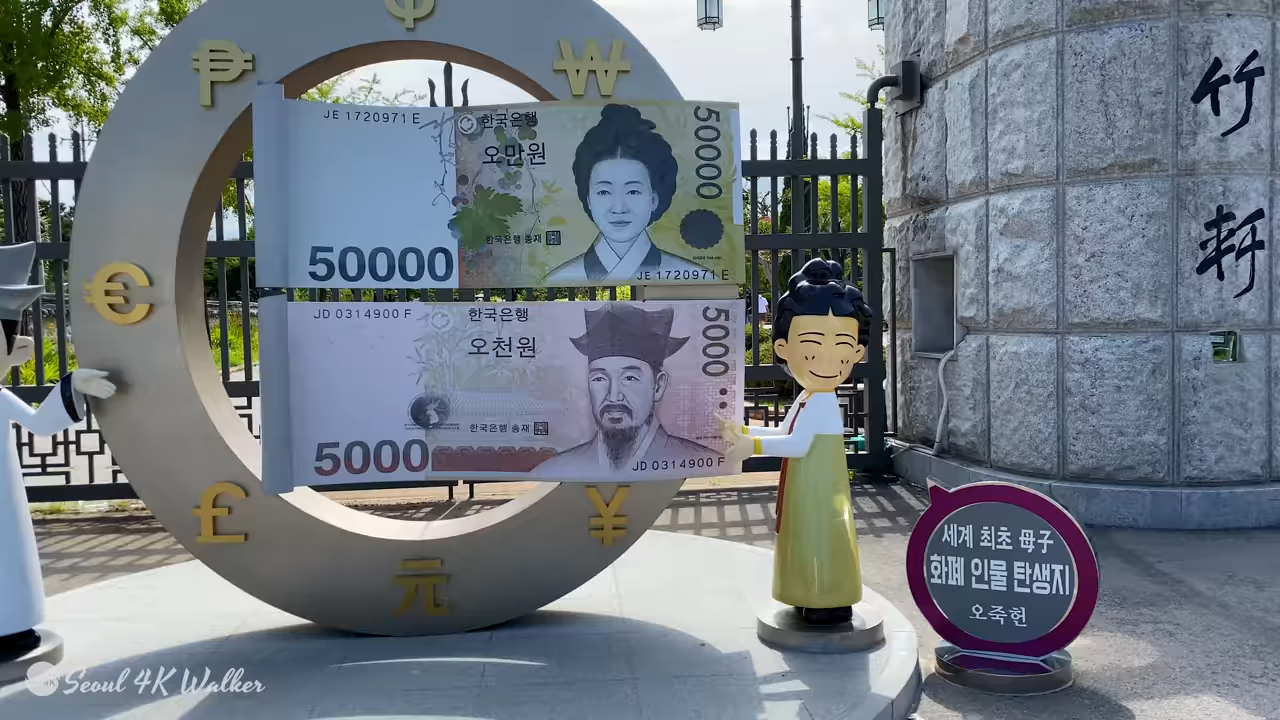 ₱
₩
€
£
元
¥
JE 1720971 E
한국은행
오만원
50000
한국은행 총재
50000
JE 1720971 E
JD 0314900 F
한국은행
오천원
5000
한국은행 총재
5000
JD 0314900 F
竹
軒
세계 최초 母子
화폐 인물 탄생지
오죽헌
Seoul 4K Walker